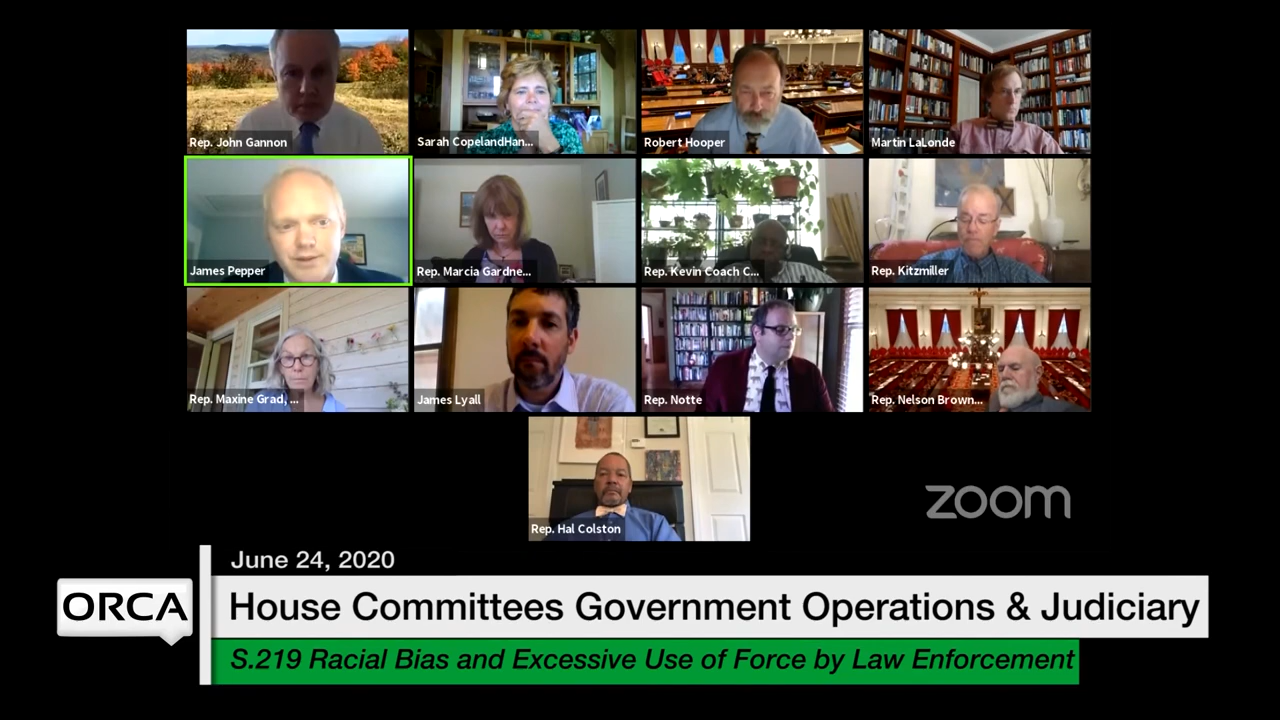 Rep. John Gannon
Sarah CopelandHan...
Robert Hooper
Martin LaLonde
James Pepper
Rep. Marcia Gardne...
Rep. Kevin Coach C...
Rep. Kitzmiller
Rep. Maxine Grad, ...
James Lyall
Rep. Notte
Rep. Nelson Brown...
Rep. Hal Colston
zoom
June 24, 2020
ORCA
House Committees Government Operations & Judiciary
S.219 Racial Bias and Excessive Use of Force by Law Enforcement